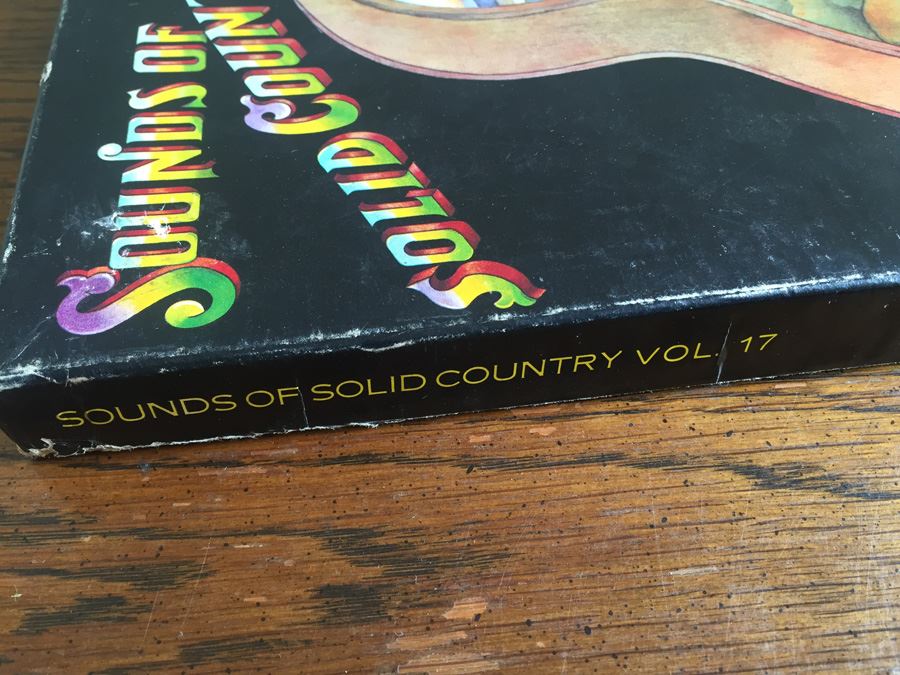 SOUNDS OF
SOLID COUN
SOUNDS OF SOLID COUNTRY VOL. 17